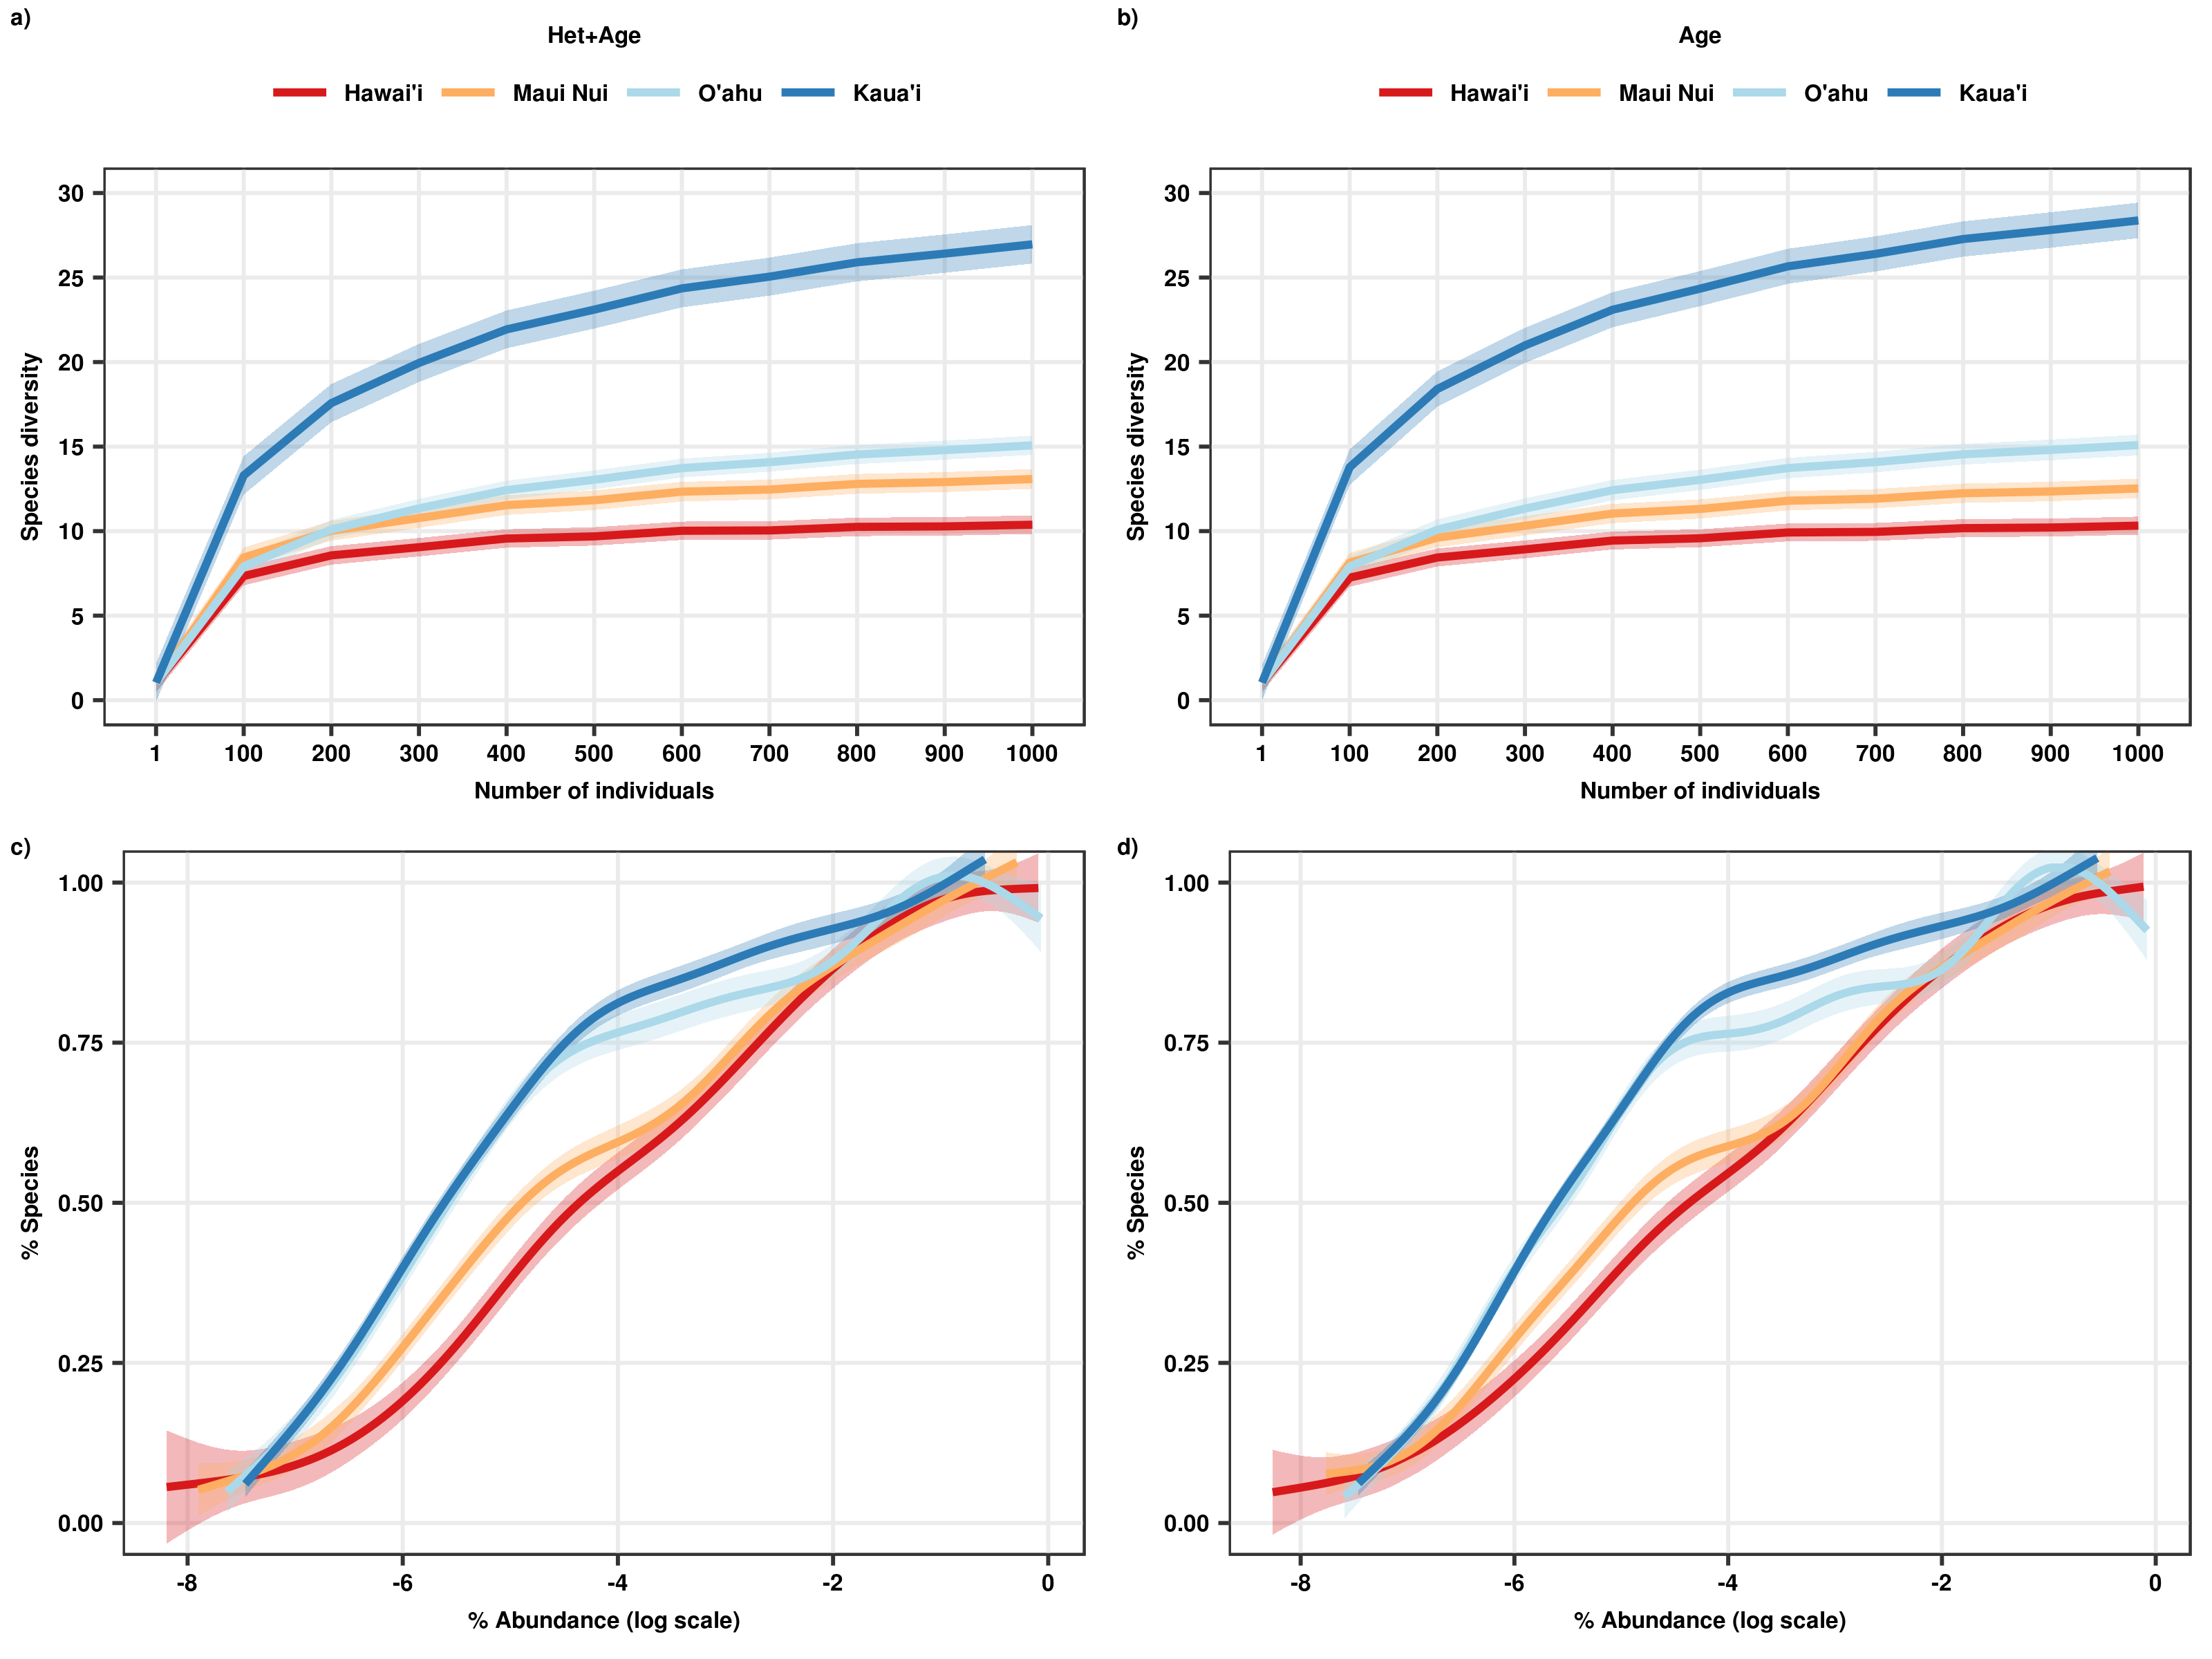 a)
Het+Age
Hawai'i Maui Nui O'ahu Kaua'i
30
25
20
15
10
5
0
Species diversity
1 100 200 300 400 500 600 700 800 900 1000
Number of individuals
b)
Age
Hawai'i Maui Nui O'ahu Kaua'i
30
25
20
15
10
5
0
Species diversity
1 100 200 300 400 500 600 700 800 900 1000
Number of individuals
c)
1.00
0.75
0.50
0.25
0.00
% Species
-8 -6 -4 -2 0
% Abundance (log scale)
d)
1.00
0.75
0.50
0.25
0.00
% Species
-8 -6 -4 -2 0
% Abundance (log scale)